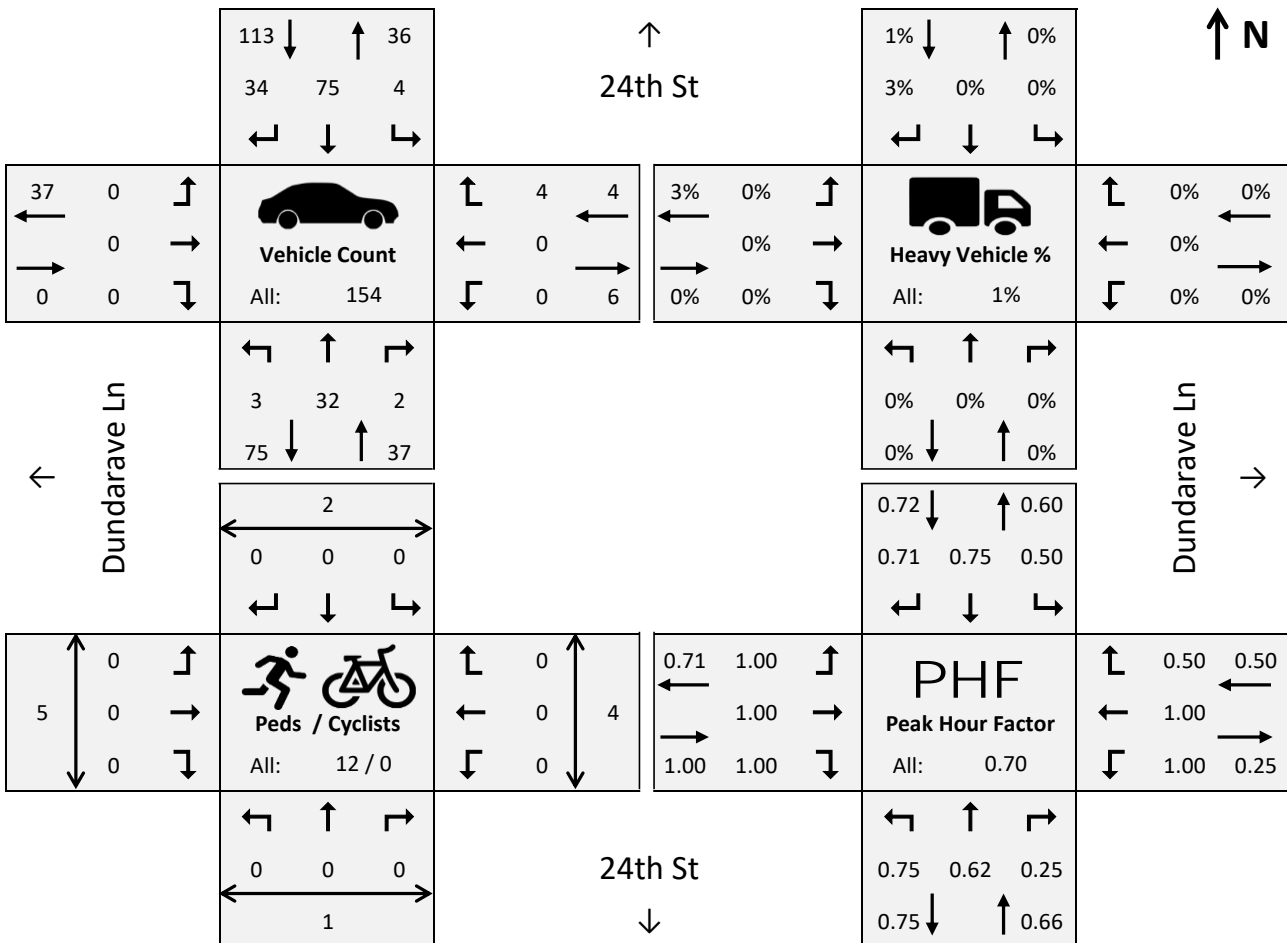 113 36 1% 0% N
24th St
34 75 4 3% 0% 0%
37 0 4 4 3% 0% 0% 0%
0 Vehicle Count 0 0% Heavy Vehicle % 0%
0 0 All: 154 0 6 0% 0% All: 1% 0% 0%
3 32 2 0% 0% 0%
75 37 0% 0%
Dundarave Ln
Dundarave Ln
2 0.72 0.60
0 0 0 0.71 0.75 0.50
0 0 0.71 1.00 PHF 0.50 0.50
5 0 Peds / Cyclists 0 4 1.00 Peak Hour Factor 1.00
0 All: 12 / 0 0 1.00 1.00 All: 0.70 1.00 0.25
0 0 0 0.75 0.62 0.25
24th St
1 0.75 0.66